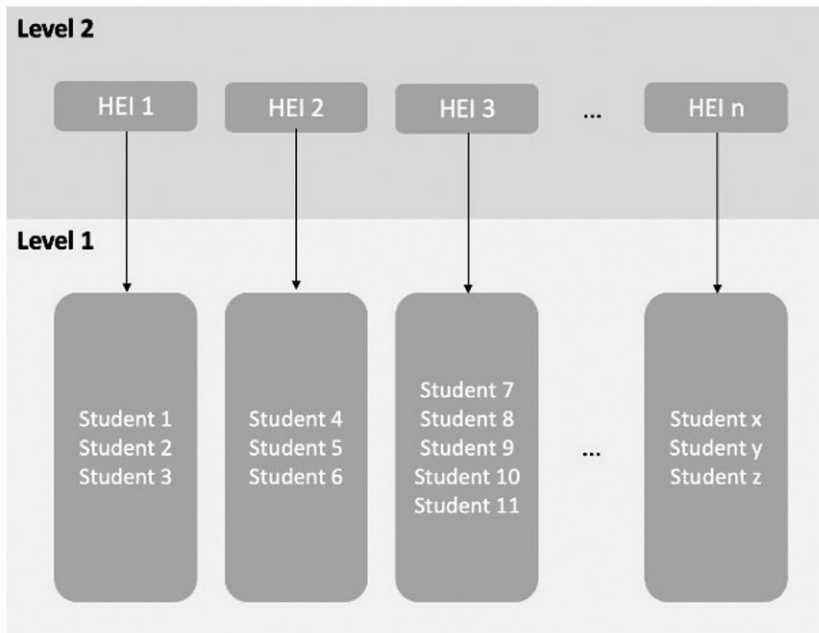 Level 2
HEI 1
HEI 2
HEI 3
...
HEI n
Level 1
Student 1
Student 2
Student 3
Student 4
Student 5
Student 6
Student 7
Student 8
Student 9
Student 10
Student 11
...
Student x
Student y
Student z